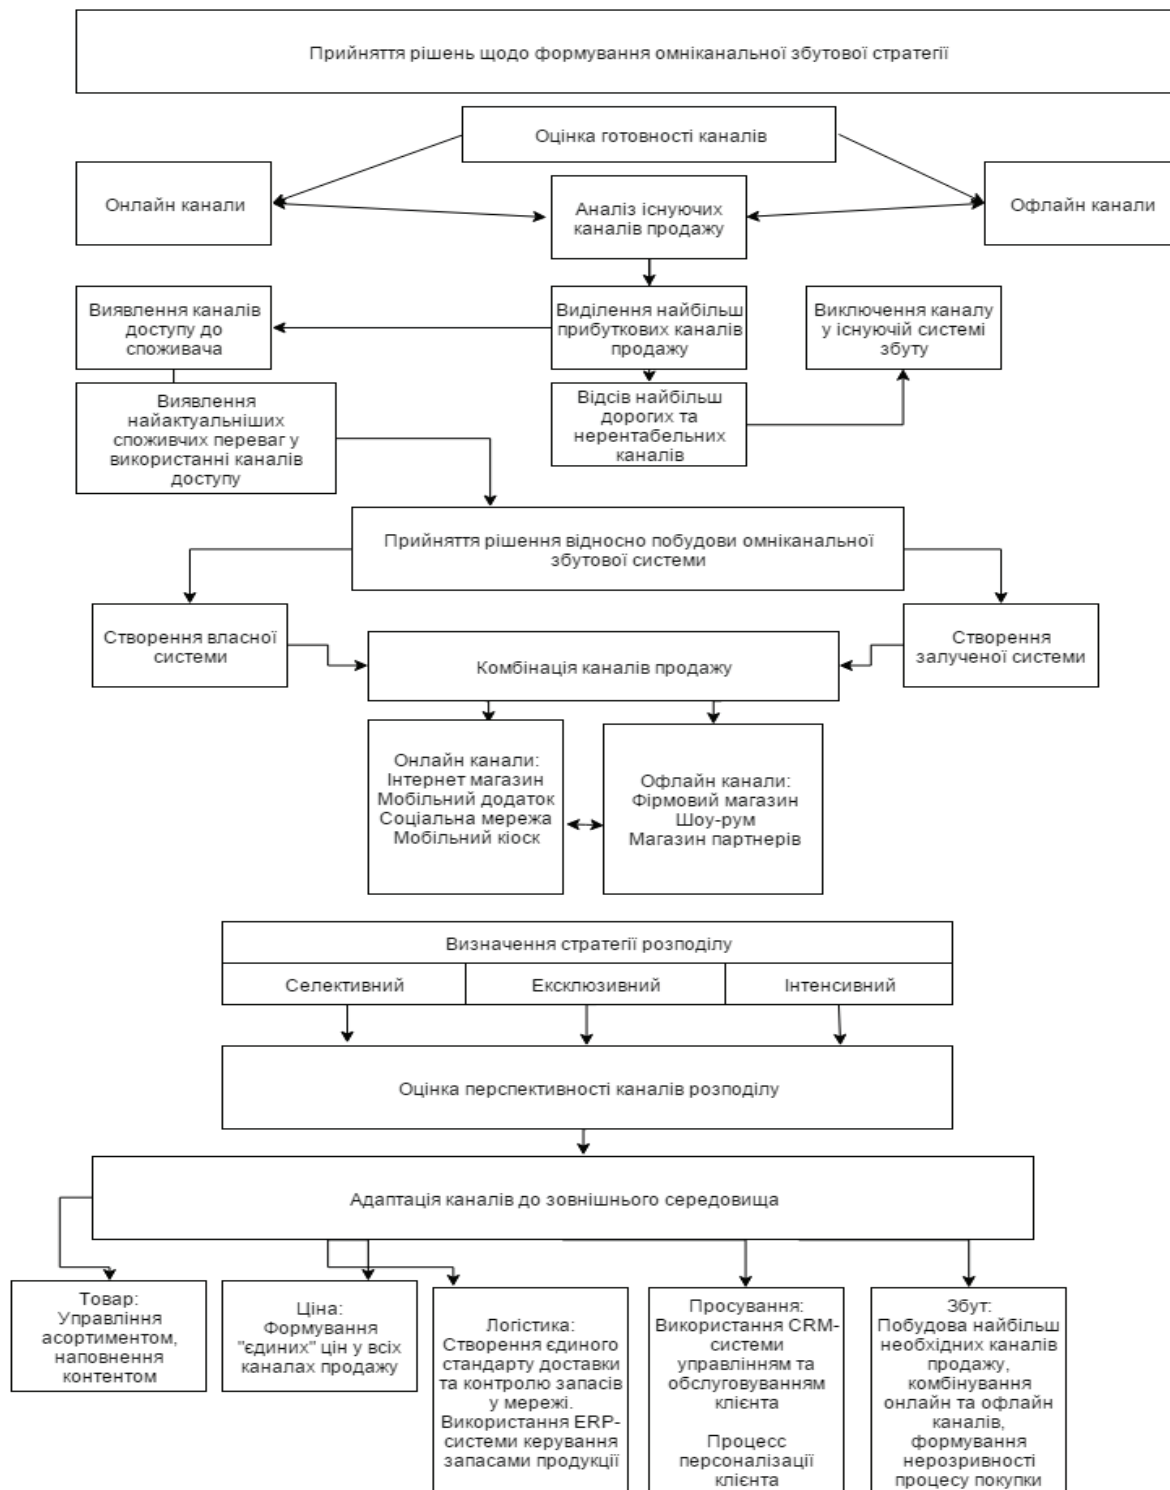 Прийняття рішень щодо формування омніканальної збутової стратегії
Оцінка готовності каналів
Онлайн канали
Аналіз існуючих
каналів продажу
Офлайн канали
Виявлення каналів
доступу до
споживача
Виділення найбільш
прибуткових каналів
продажу
Виключення каналу
у існуючій системі
збуту
Виявлення
найактуальніших
споживчих переваг у
використанні каналів
доступу
Відсів найбільш
дорогих та
нерентабельних
каналів
Прийняття рішення відносно побудови омніканальної
збутової системи
Створення власної
системи
Комбінація каналів продажу
Створення
залученої системи
Онлайн канали:
Інтернет магазин
Мобільний додаток
Соціальна мережа
Мобільний кіоск
Офлайн канали:
Фірмовий магазин
Шоу-рум
Магазин партнерів
Визначення стратегії розподілу
Селективний
Ексклюзивний
Інтенсивний
Оцінка перспективності каналів розподілу
Адаптація каналів до зовнішнього середовища
Товар:
Управління
асортиментом,
наповнення
контентом
Ціна:
Формування
"єдиних" цін у всіх
каналах продажу
Логістика:
Створення єдиного
стандарту доставки
та контролю запасів
у мережі.
Використання ERP-
системи керування
запасами продукції
Просування:
Використання CRM-
системи
управлінням та
обслуговуванням
клієнта
Процесс
персоналізації
клієнта
Збут:
Побудова найбільш
необхідних каналів
продажу,
комбінування
онлайн та офлайн
каналів,
формування
нерозривності
процесу покупки